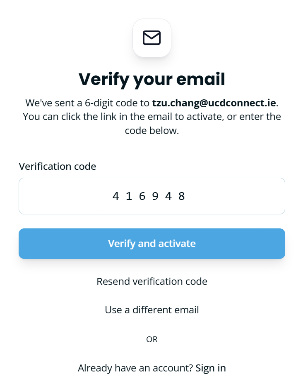 Verify your email
We've sent a 6-digit code to tzu.chang@ucdconnect.ie.
You can click the link in the email to activate, or enter the
code below.
Verification code
4 1 6 9 4 8
Verify and activate
Resend verification code
Use a different email
OR
Already have an account? Sign in